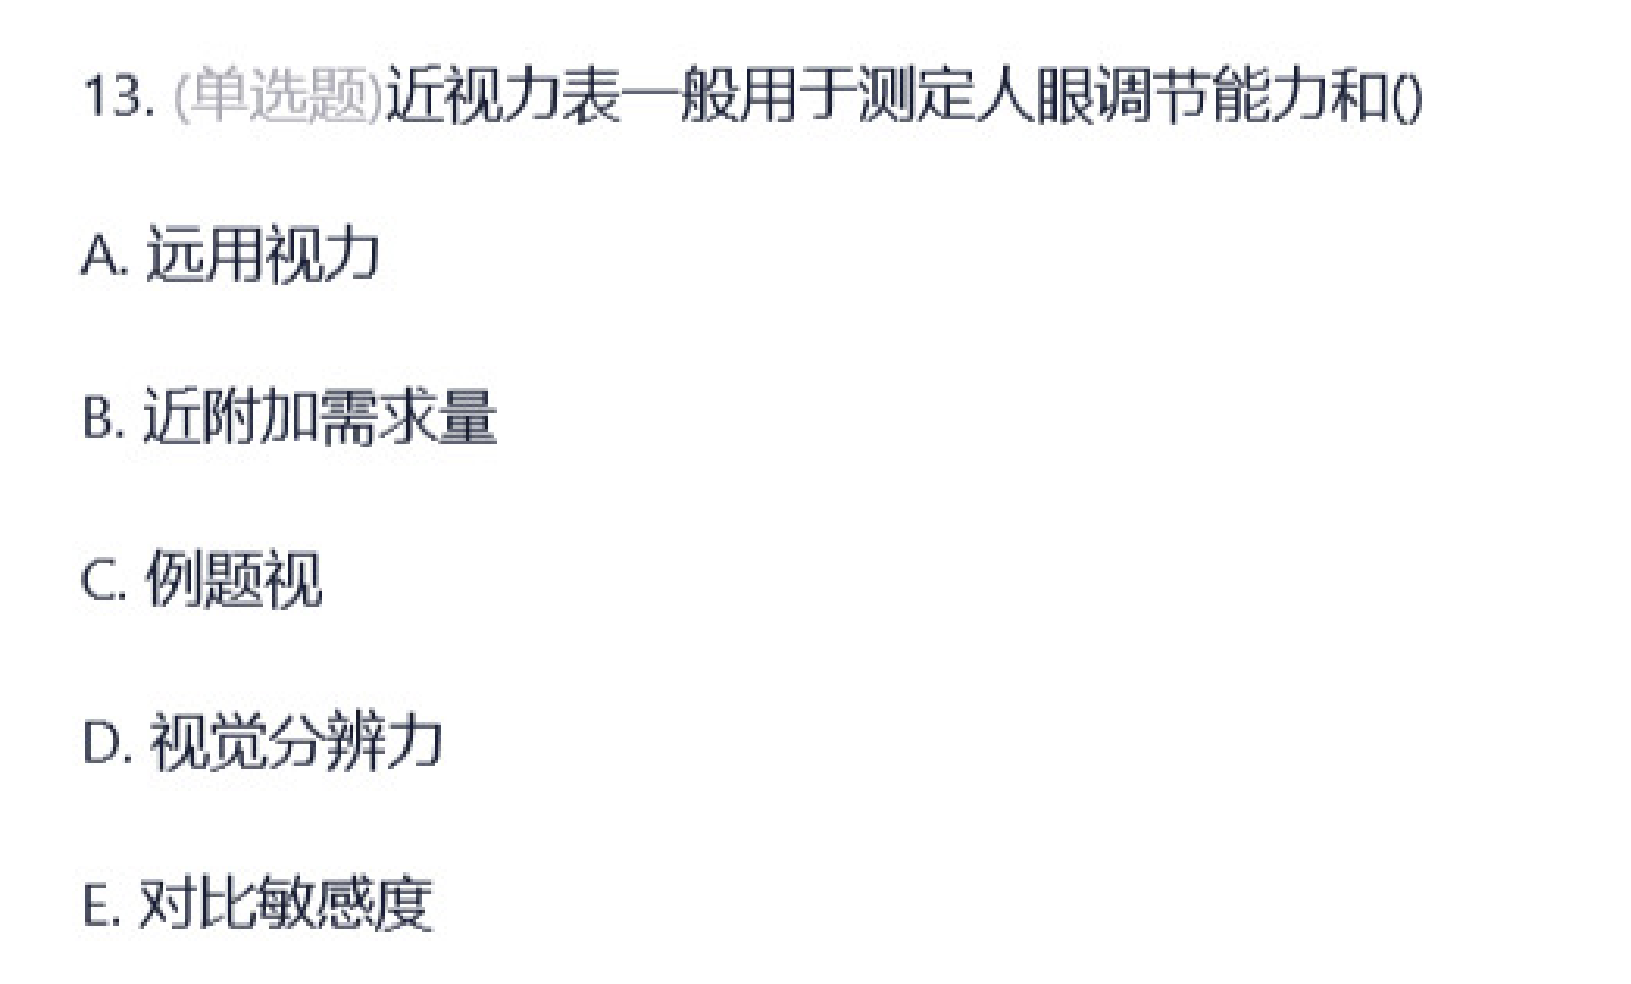 13. (单选题)近视力表一般用于测定人眼调节能力和()
A. 远用视力
B. 近附加需求量
C. 例题视
D. 视觉分辨力
E. 对比敏感度